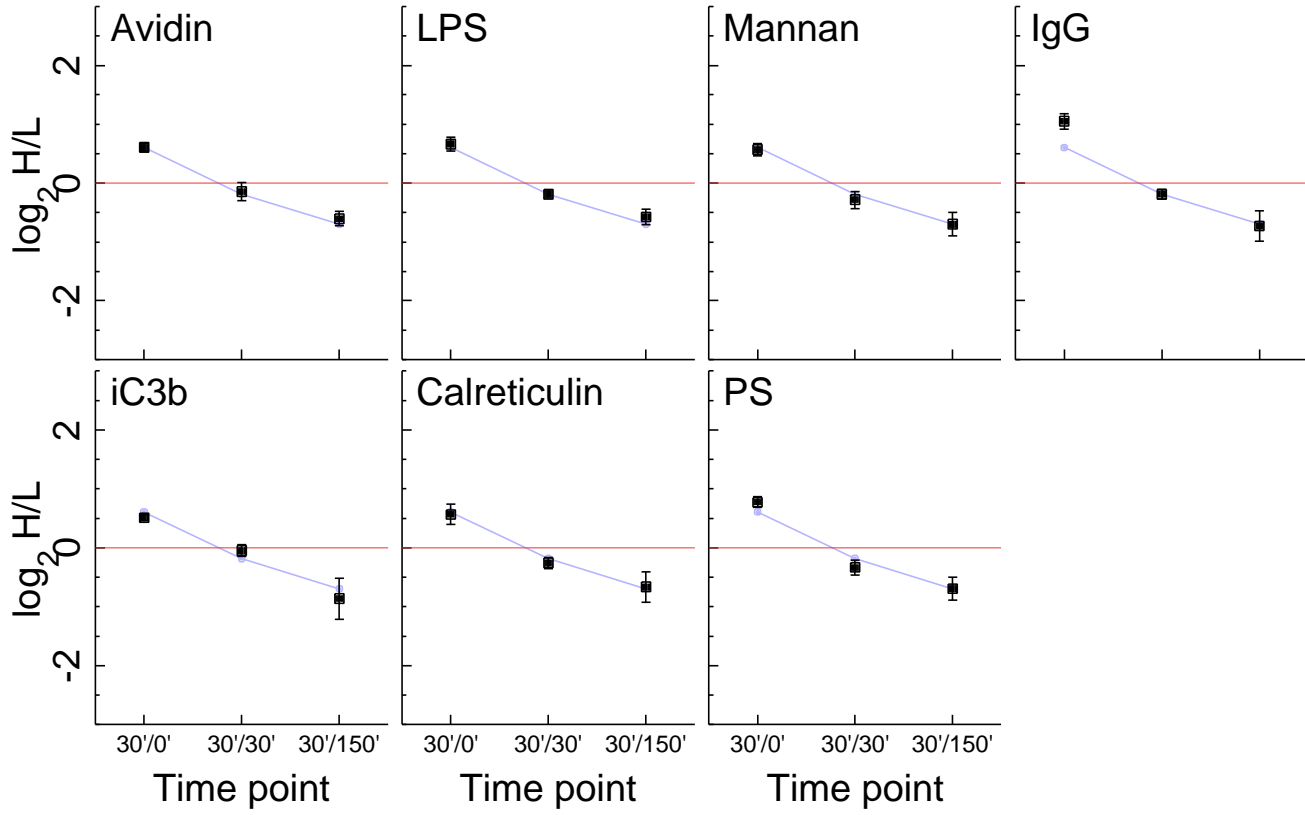 Avidin
LPS
Mannan
IgG
2
0
-2
log2 H/L
iC3b
Calreticulin
PS
2
0
-2
log2 H/L
30'/0' 30'/30' 30'/150'
30'/0' 30'/30' 30'/150'
30'/0' 30'/30' 30'/150'
Time point
Time point
Time point